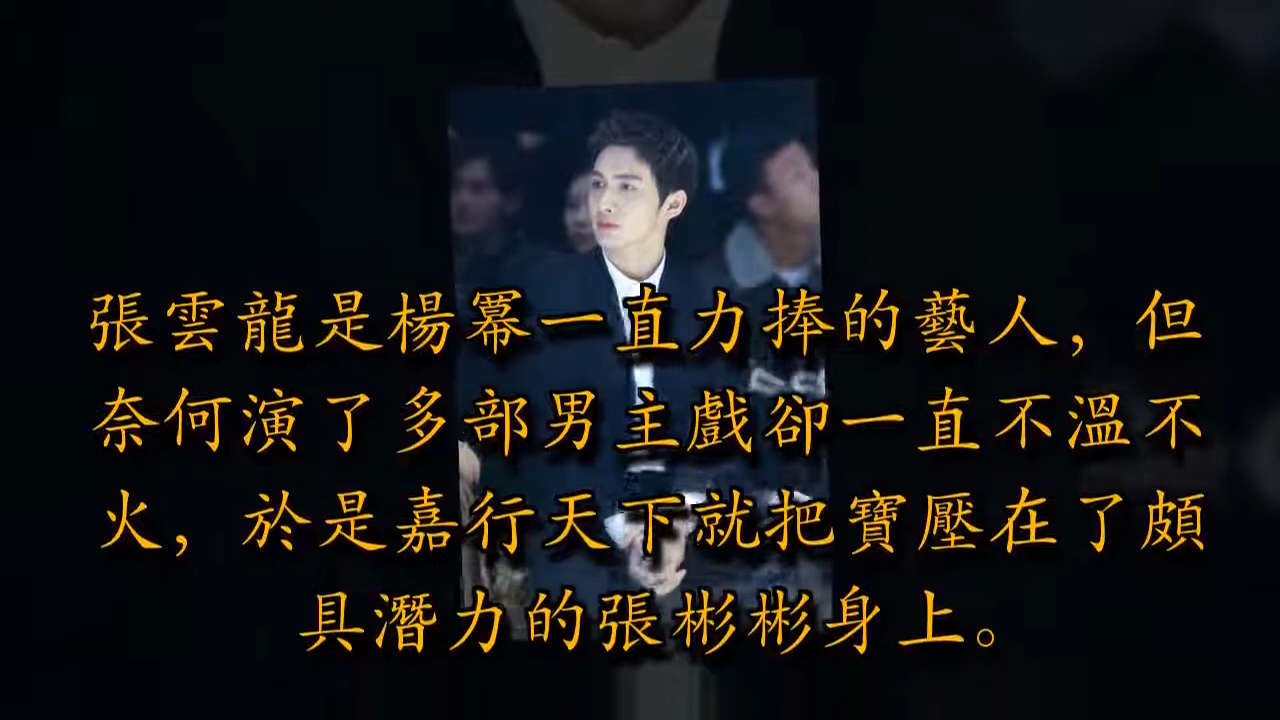 張雲龍是楊冪一直力捧的藝人，但
奈何演了多部男主戲卻一直不溫不
火，於是嘉行天下就把寶壓在了頗
具潛力的張彬彬身上。